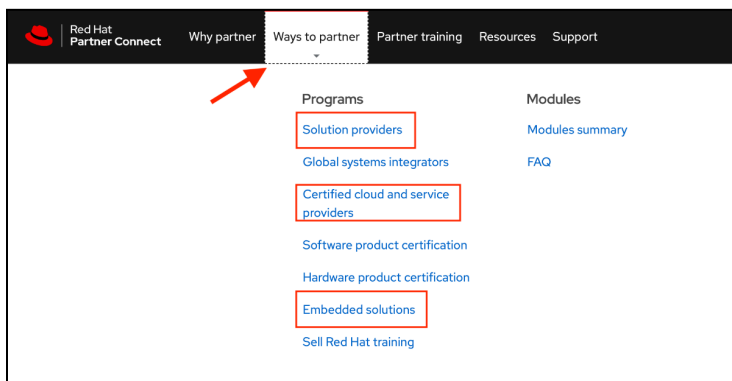 Red Hat
Partner Connect
Why partner
Ways to partner
Partner training
Resources
Support
Programs
Solution providers
Global systems integrators
Certified cloud and service
providers
Software product certification
Hardware product certification
Embedded solutions
Sell Red Hat training
Modules
Modules summary
FAQ